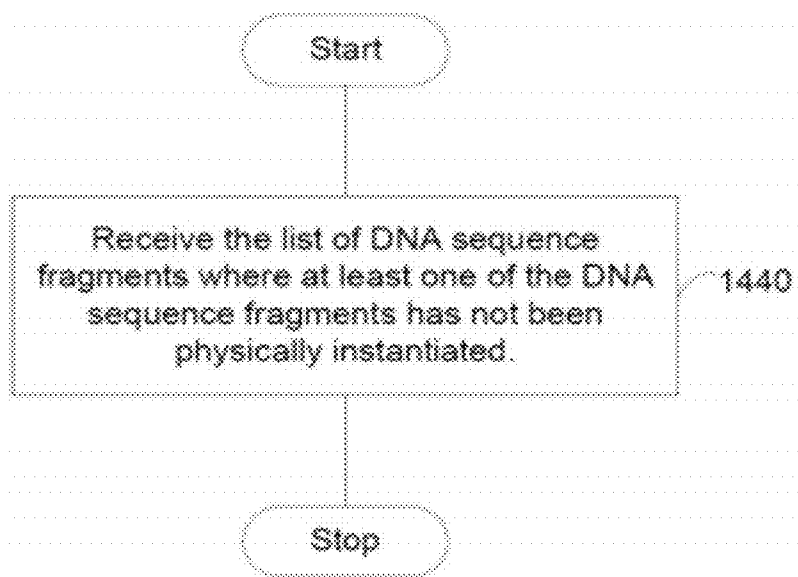 Start
Receive the list of DNA sequence
fragments where at least one of the DNA
sequence fragments has not been
physically instantiated.
1440
Stop